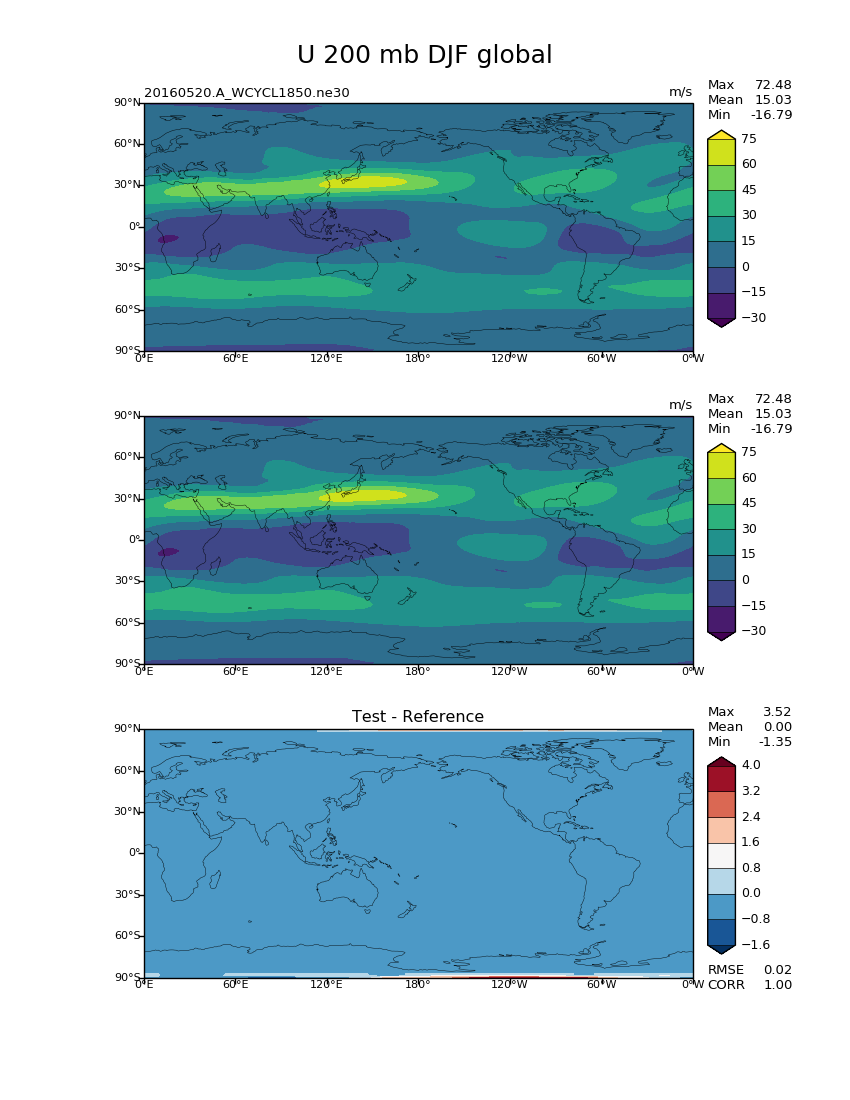 U 200 mb DJF global
20160520.A_WCYCL1850.ne30
m/s
Max 72.48
Mean 15.03
Min -16.79
90°N
60°N
30°N
0°
30°S
60°S
90°S
0°E 60°E 120°E 180° 120°W 60°W 0°W
75
60
45
30
15
0
−15
−30
m/s
Max 72.48
Mean 15.03
Min -16.79
90°N
60°N
30°N
0°
30°S
60°S
90°S
0°E 60°E 120°E 180° 120°W 60°W 0°W
75
60
45
30
15
0
−15
−30
Test - Reference
Max 3.52
Mean 0.00
Min -1.35
90°N
60°N
30°N
0°
30°S
60°S
90°S
0°E 60°E 120°E 180° 120°W 60°W 0°W
4.0
3.2
2.4
1.6
0.8
0.0
−0.8
−1.6
RMSE 0.02
CORR 1.00